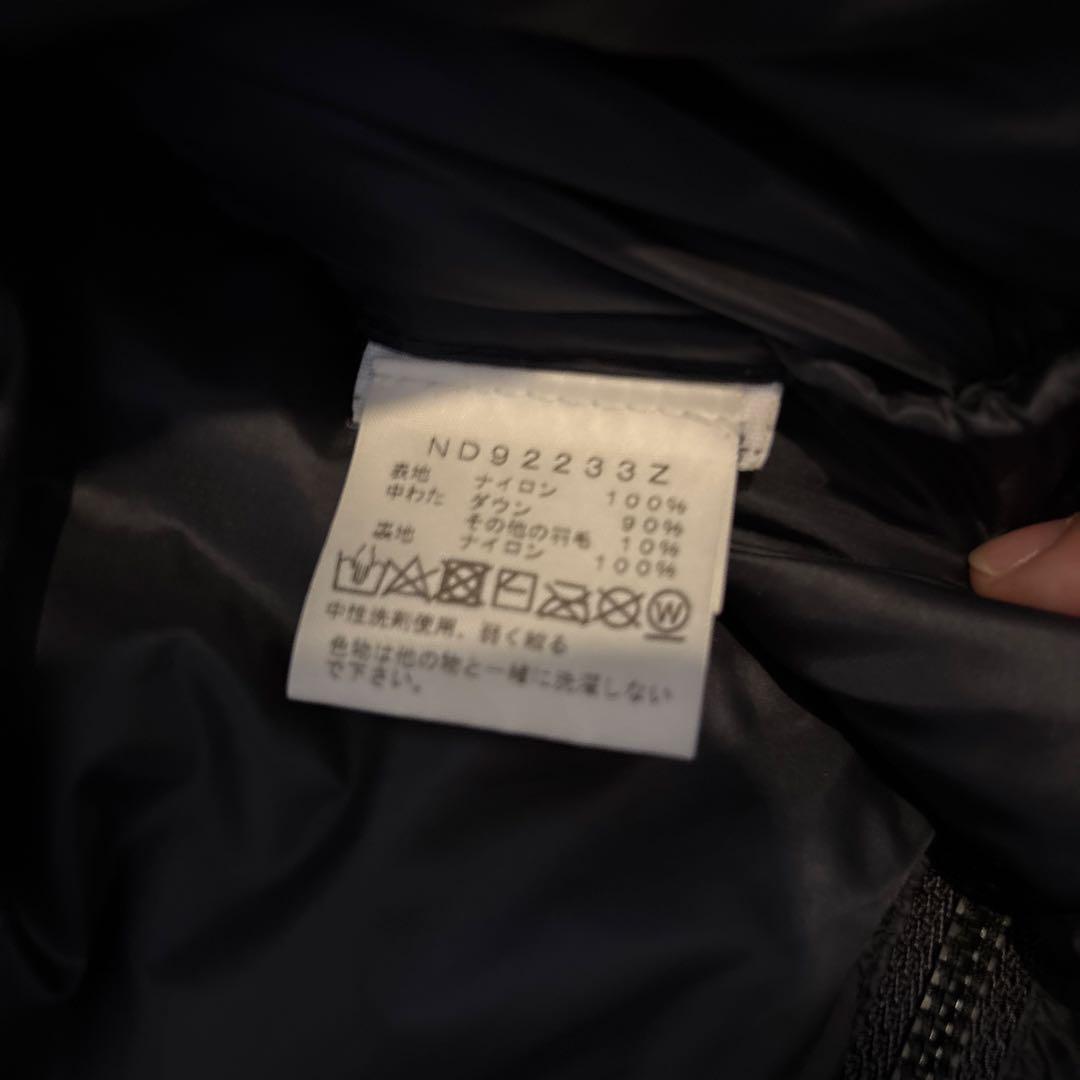 ND92233Z
表地 ナイロン 100%
中わた ダウン 90%
その他の羽毛 10%
裏地 ナイロン 100%
W
中性洗剤使用、弱く絞る
色物は他の物と一緒に洗濯しない
で下さい。